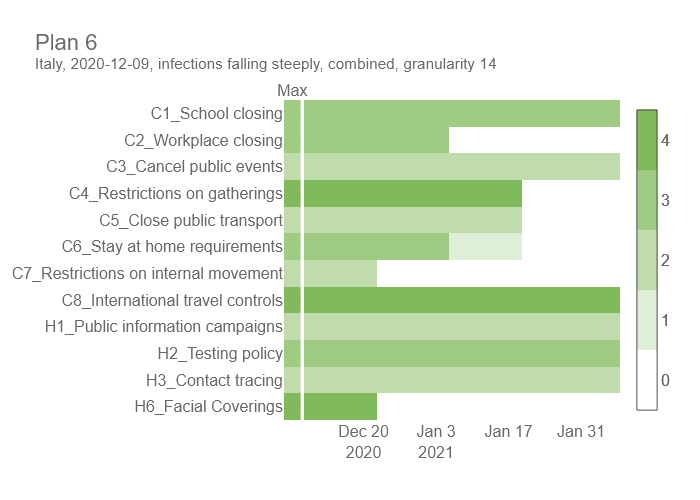 Plan 6
Italy, 2020-12-09, infections falling steeply, combined, granularity 14
Max
C1_School closing
C2_Workplace closing
C3_Cancel public events
C4_Restrictions on gatherings
C5_Close public transport
C6_Stay at home requirements
C7_Restrictions on internal movement
C8_International travel controls
H1_Public information campaigns
H2_Testing policy
H3_Contact tracing
H6_Facial Coverings
4
3
2
1
0
Dec 20 Jan 3 Jan 17 Jan 31
2020 2021